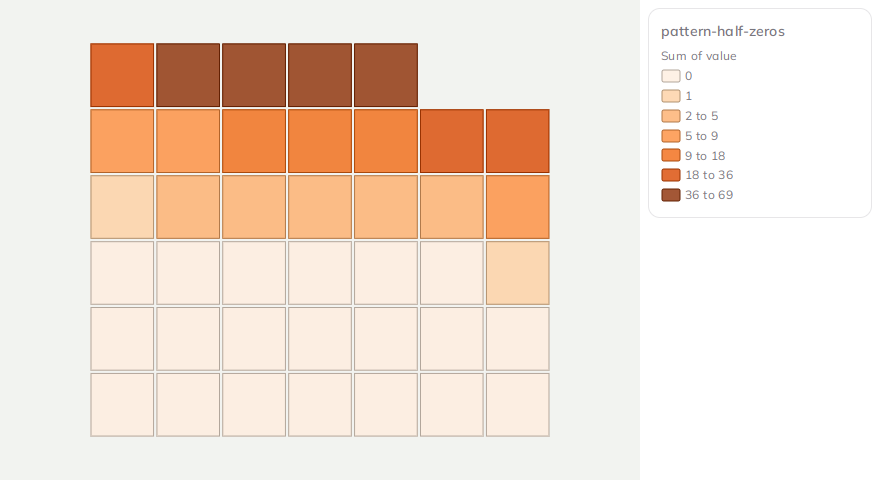 pattern-half-zeros
Sum of value
0
1
2 to 5
5 to 9
9 to 18
18 to 36
36 to 69